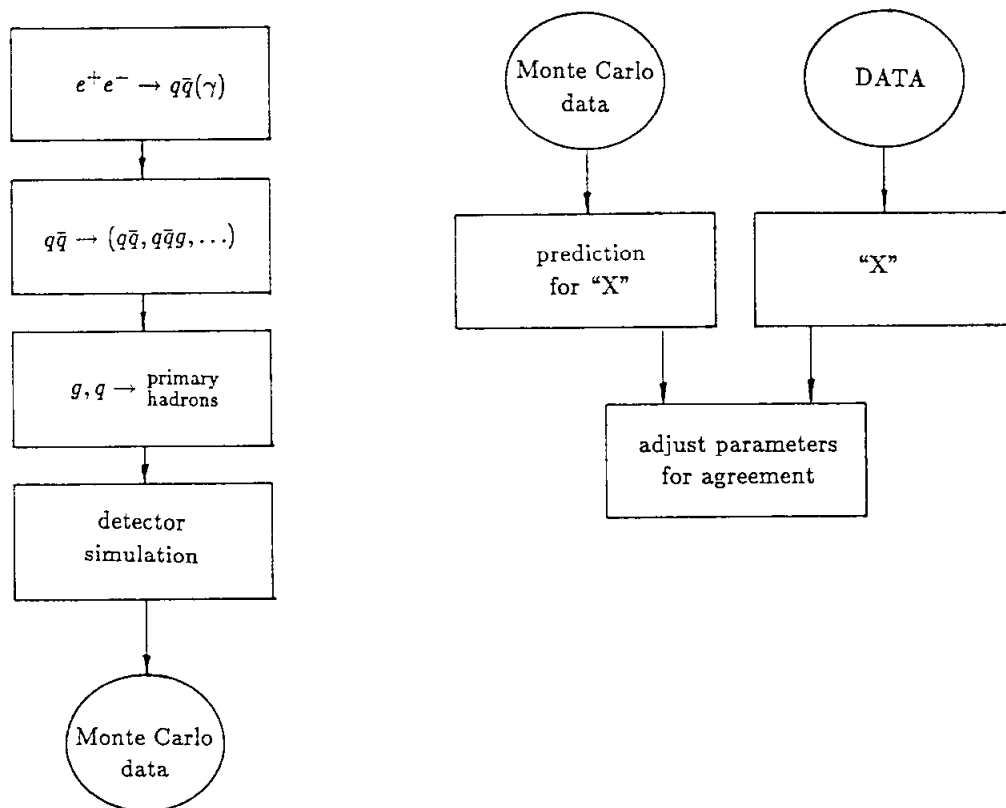 e⁺e⁻ → qq̄(γ)
qq̄ → (qq̄, qq̄g, ...)
g, q → primary
hadrons
detector
simulation
Monte Carlo
data
Monte Carlo
data
DATA
prediction
for “X”
“X”
adjust parameters
for agreement